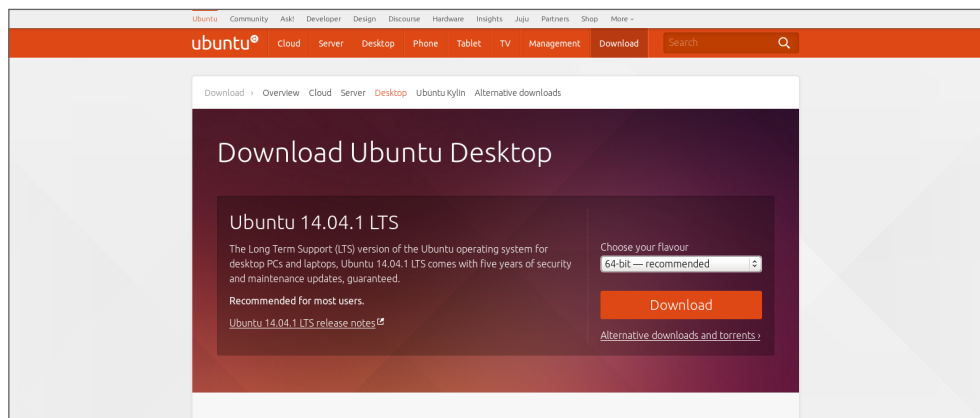 Ubuntu Community Ask! Developer Design Discourse Hardware Insights Juju Partners Shop More
ubuntu Cloud Server Desktop Phone Tablet TV Management Download Search
Download › Overview Cloud Server Desktop Ubuntu Kylin Alternative downloads
Download Ubuntu Desktop
Ubuntu 14.04.1 LTS
The Long Term Support (LTS) version of the Ubuntu operating system for
desktop PCs and laptops, Ubuntu 14.04.1 LTS comes with five years of security
and maintenance updates, guaranteed.
Recommended for most users.
Ubuntu 14.04.1 LTS release notes
Choose your flavour
64-bit — recommended
Download
Alternative downloads and torrents ›